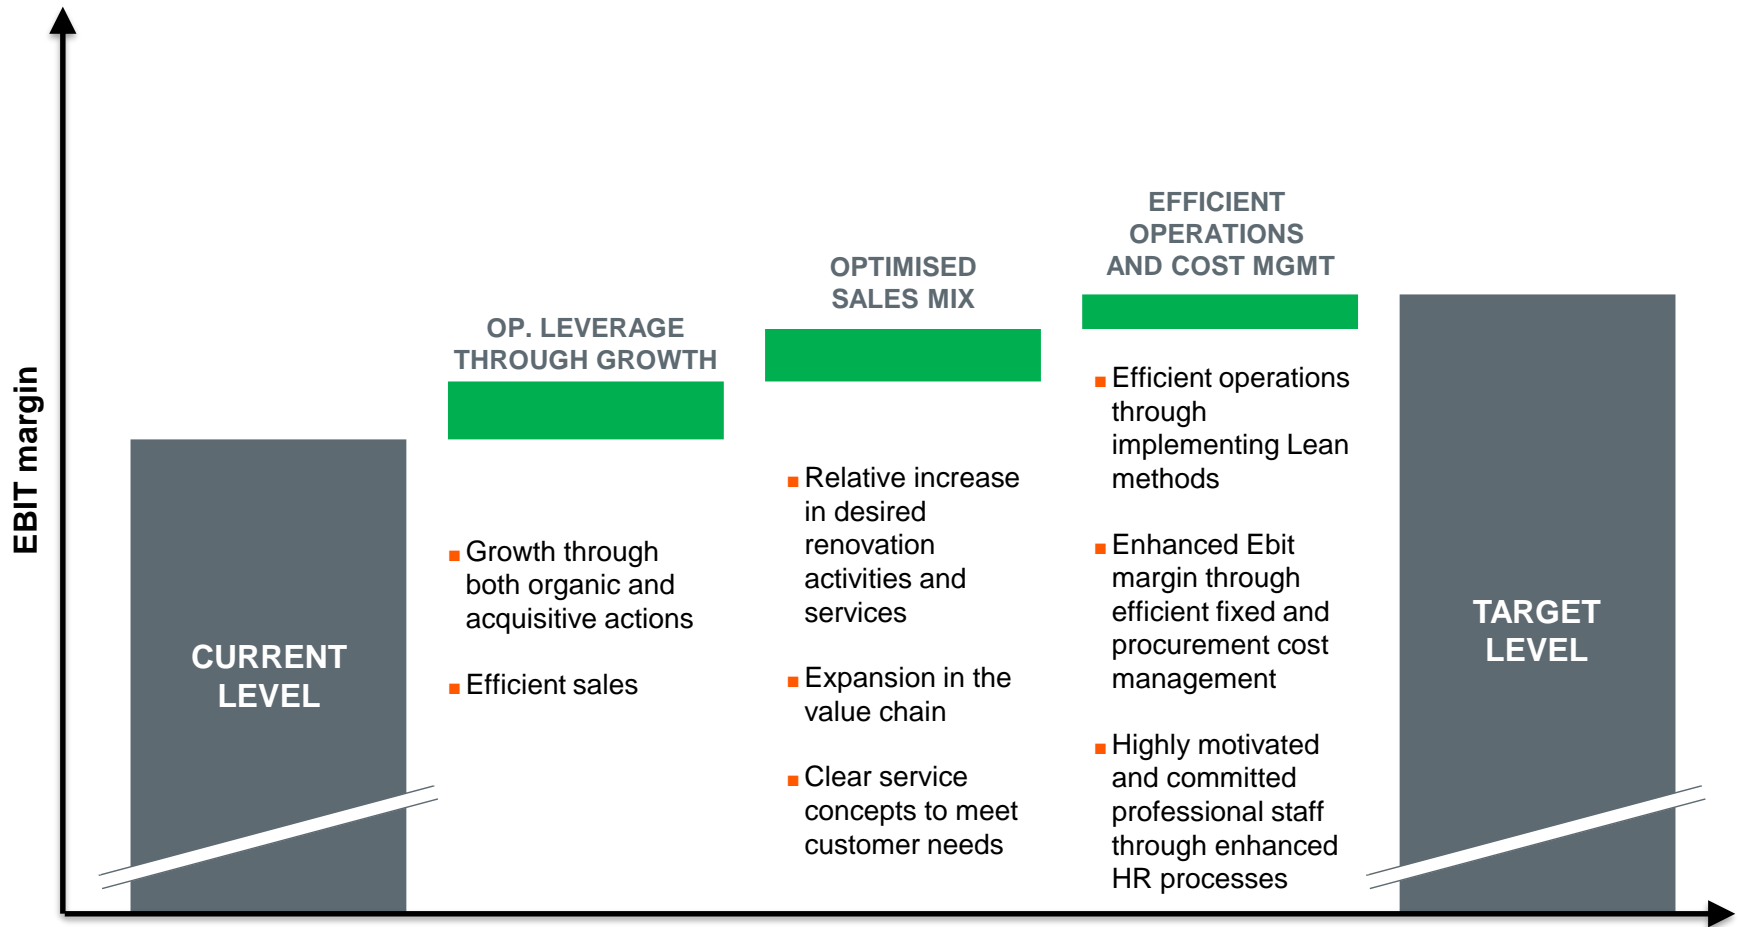 EBIT margin
CURRENT
LEVEL
OP. LEVERAGE
THROUGH GROWTH
Growth through
both organic and
acquisitive actions
Efficient sales
OPTIMISED
SALES MIX
Relative increase
in desired
renovation
activities and
services
Expansion in the
value chain
Clear service
concepts to meet
customer needs
EFFICIENT
OPERATIONS
AND COST MGMT
Efficient operations
through
implementing Lean
methods
Enhanced Ebit
margin through
efficient fixed and
procurement cost
management
Highly motivated
and committed
professional staff
through enhanced
HR processes
TARGET
LEVEL